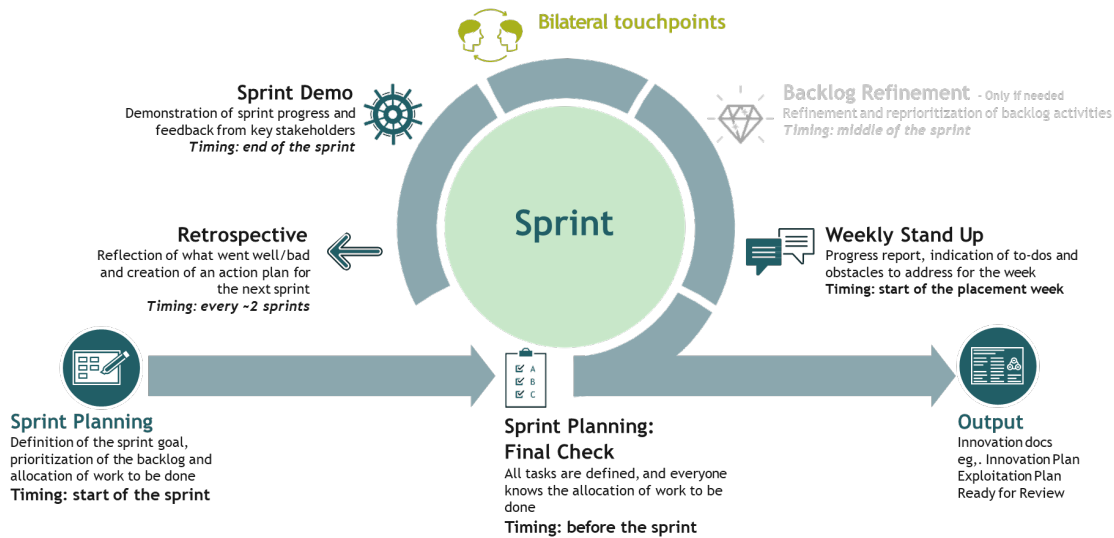 Bilateral touchpoints
Sprint Demo
Demonstration of sprint progress and
feedback from key stakeholders
Timing: end of the sprint
Backlog Refinement - Only if needed
Refinement and reprioritization of backlog activities
Timing: middle of the sprint
Sprint
Retrospective
Reflection of what went well/bad
and creation of an action plan for
the next sprint
Timing: every ~2 sprints
Weekly Stand Up
Progress report, indication of to-dos and
obstacles to address for the week
Timing: start of the placement week
A
B
C
Sprint Planning
Definition of the sprint goal,
prioritization of the backlog and
allocation of work to be done
Timing: start of the sprint
Sprint Planning:
Final Check
All tasks are defined, and everyone
knows the allocation of work to be
done
Timing: before the sprint
Output
Innovation docs
eg,. Innovation Plan
Exploitation Plan
Ready for Review